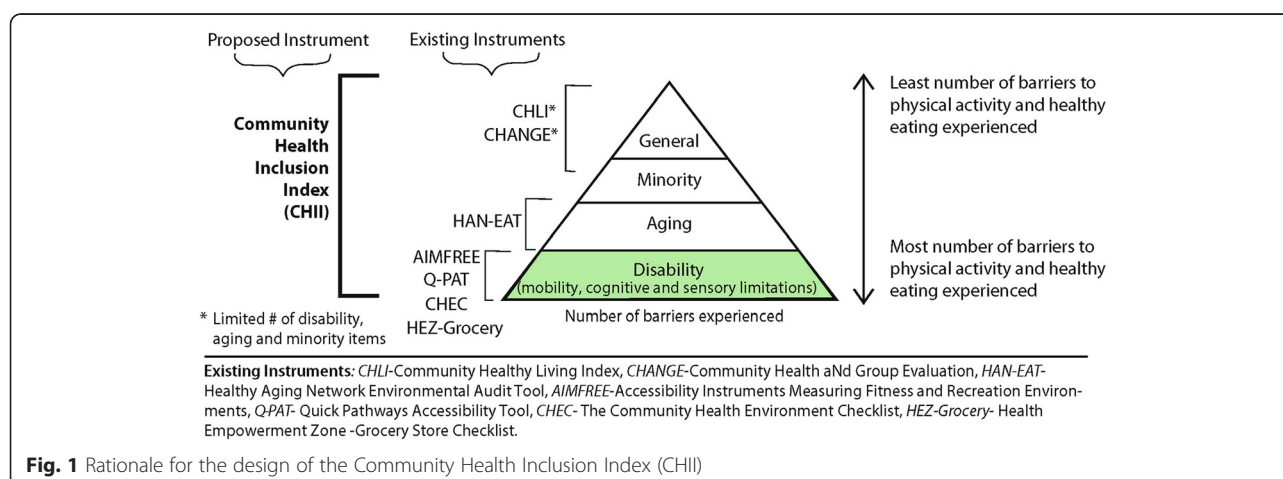 Proposed Instrument
Existing Instruments
Community
Health
Inclusion
Index
(CHII)
CHLI*
CHANGE*
HAN-EAT
AIMFREE
Q-PAT
CHEC
HEZ-Grocery
General
Minority
Aging
Disability
(mobility, cognitive and sensory limitations)
Number of barriers experienced
Least number of barriers to
physical activity and healthy
eating experienced
Most number of barriers to
physical activity and healthy
eating experienced
* Limited # of disability,
aging and minority items
Existing Instruments: CHLI-Community Healthy Living Index, CHANGE-Community Health aNd Group Evaluation, HAN-EAT-
Healthy Aging Network Environmental Audit Tool, AIMFREE-Accessibility Instruments Measuring Fitness and Recreation Environ-
ments, Q-PAT- Quick Pathways Accessibility Tool, CHEC- The Community Health Environment Checklist, HEZ-Grocery- Health
Empowerment Zone -Grocery Store Checklist.
Fig. 1 Rationale for the design of the Community Health Inclusion Index (CHII)